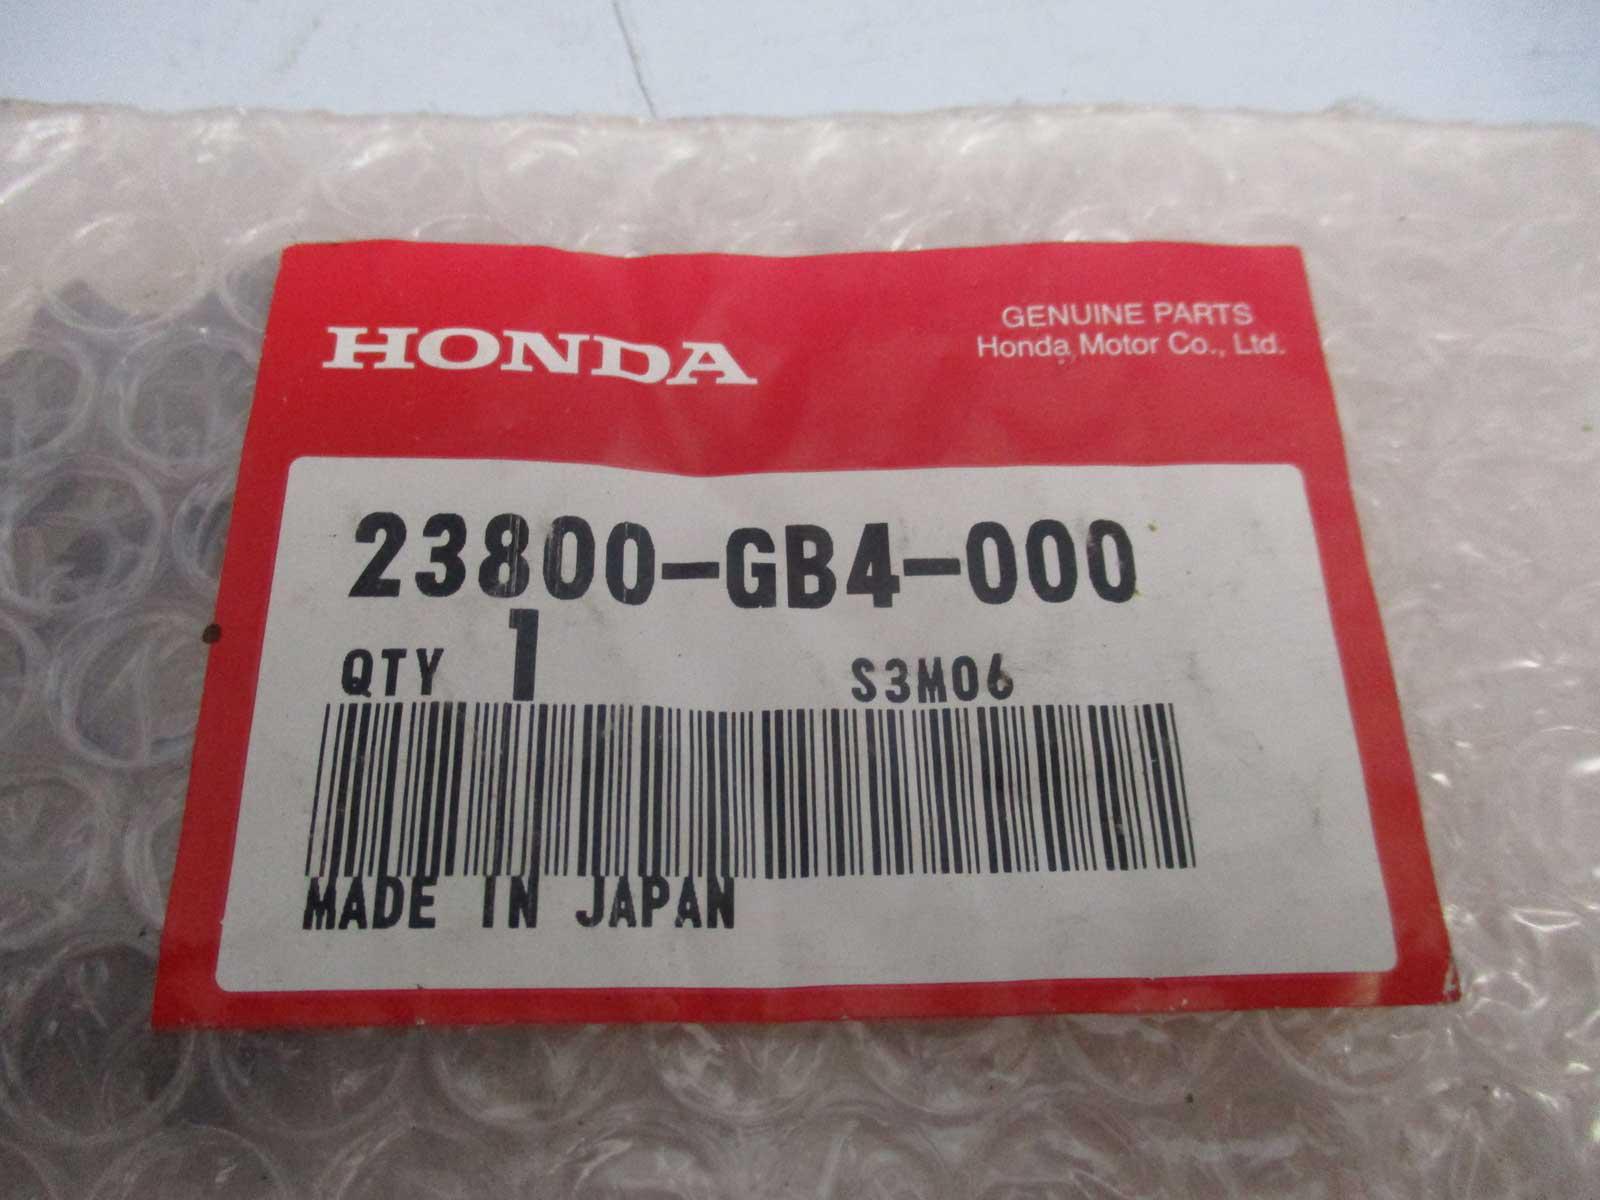 HONDA
GENUINE PARTS
Honda Motor Co., Ltd.
23800-GB4-000
QTY 1 S3M06
MADE IN JAPAN